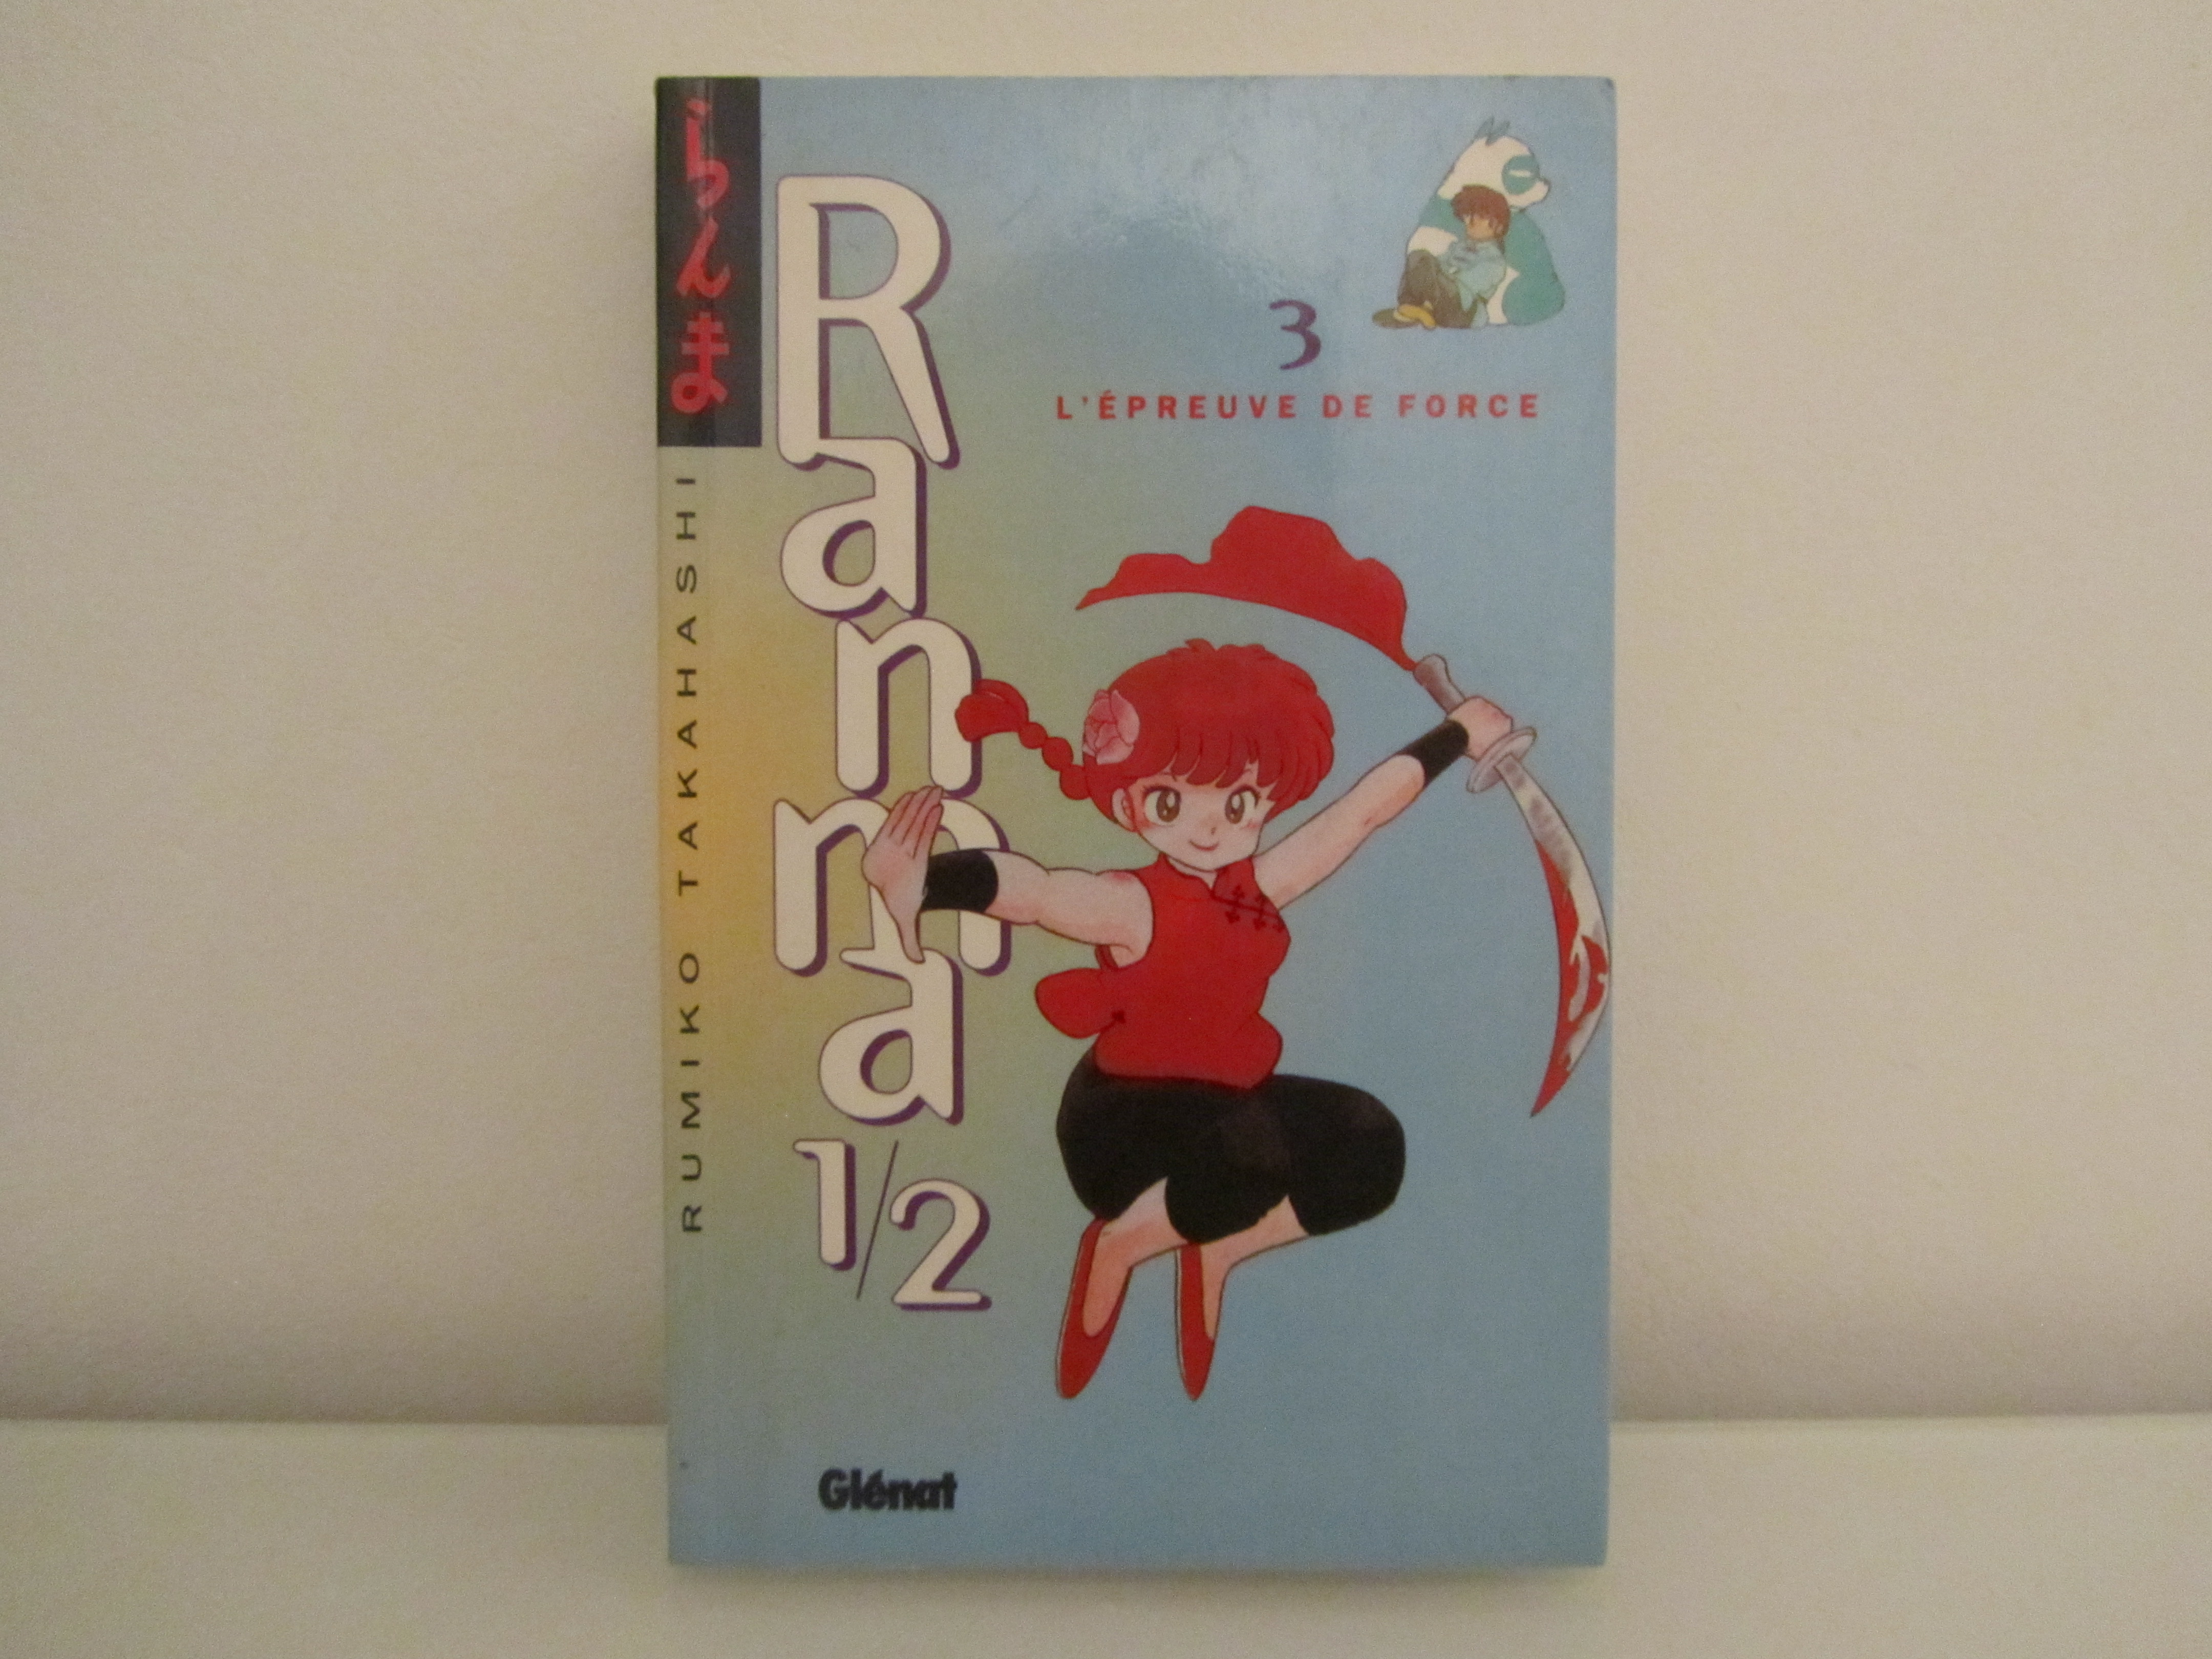 らんま
RUMIKO TAKAHASHI
Ranma
1/2
3
L'ÉPREUVE DE FORCE
Glénat